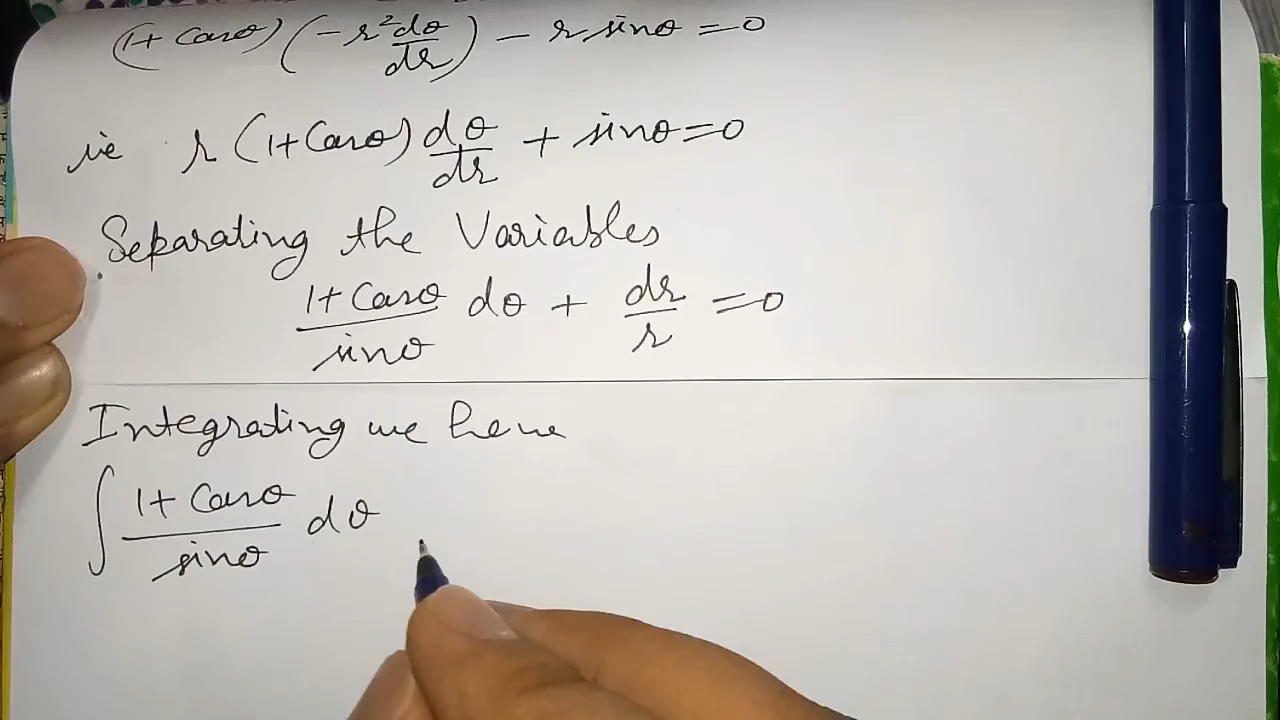 (1+ cosθ) (-r² dθ/dr) - r sinθ = 0
ie r (1+ Cosθ) dθ/dr + sinθ = 0
Separating the Variables
1+ Cosθ/sinθ dθ + dr/r = 0
Integrating we have
∫ 1+ Cosθ/sinθ dθ